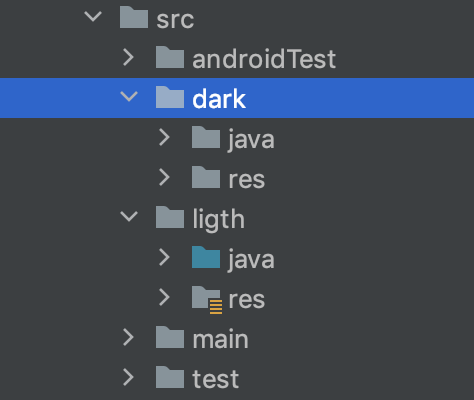 src
androidTest
dark
java
res
ligth
java
res
main
test